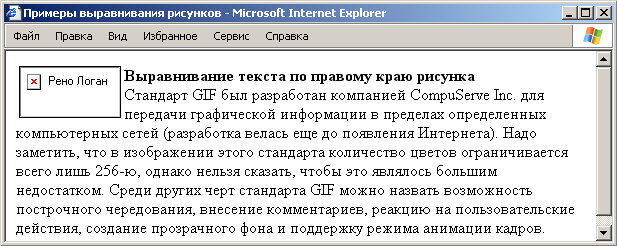 Примеры выравнивания рисунков - Microsoft Internet Explorer
Файл Правка Вид Избранное Сервис Справка
Рено Логан
Выравнивание текста по правому краю рисунка
Стандарт GIF был разработан компанией CompuServe Inc. для
передачи графической информации в пределах определенных
компьютерных сетей (разработка велась еще до появления Интернета). Надо
заметить, что в изображении этого стандарта количество цветов ограничивается
всего лишь 256-ю, однако нельзя сказать, чтобы это являлось большим
недостатком. Среди других черт стандарта GIF можно назвать возможность
построчного чередования, внесение комментариев, реакцию на пользовательские
действия, создание прозрачного фона и поддержку режима анимации кадров.